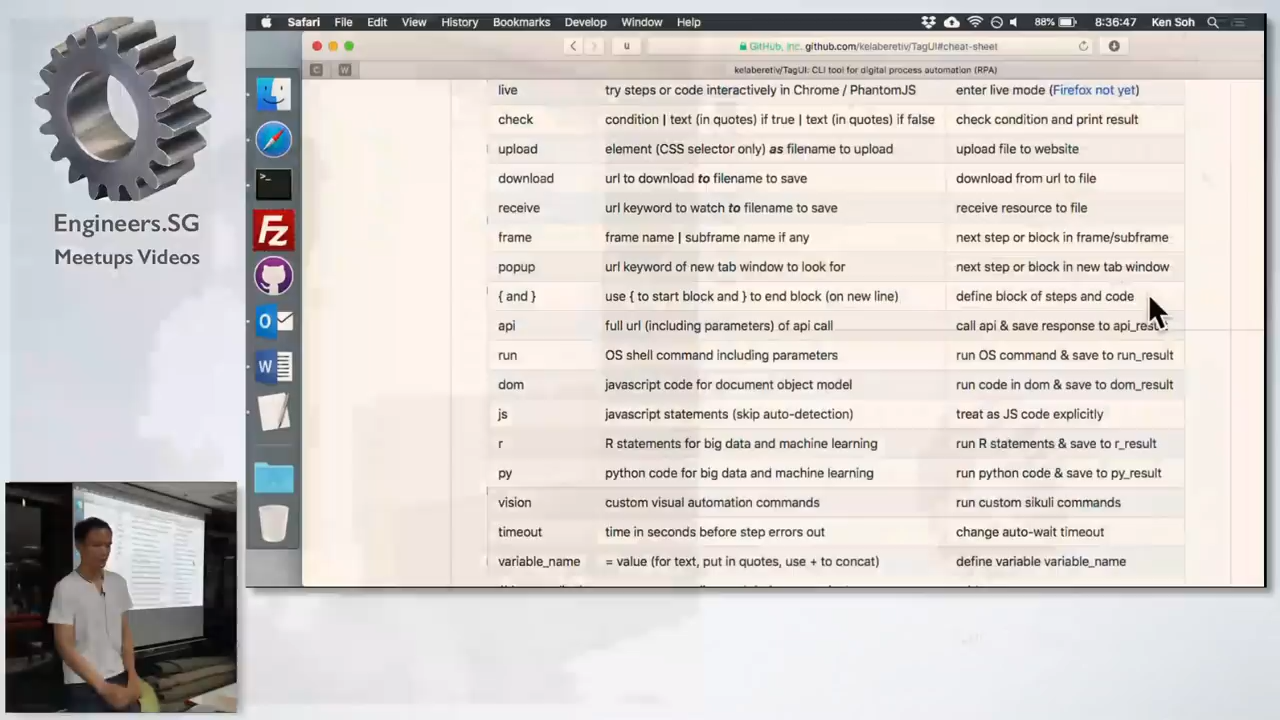 Safari File Edit View History Bookmarks Develop Window Help 88% 8:36:47 Ken Soh
u GitHub, Inc. github.com/kelaberetiv/TagUI#cheat-sheet
C W kelaberetiv/TagUI: CLI tool for digital process automation (RPA)
live try steps or code interactively in Chrome / PhantomJS enter live mode (Firefox not yet)
check condition | text (in quotes) if true | text (in quotes) if false check condition and print result
upload element (CSS selector only) as filename to upload upload file to website
download url to download to filename to save download from url to file
receive url keyword to watch to filename to save receive resource to file
frame frame name | subframe name if any next step or block in frame/subframe
popup url keyword of new tab window to look for next step or block in new tab window
{ and } use { to start block and } to end block (on new line) define block of steps and code
api full url (including parameters) of api call call api & save response to
run OS shell command including parameters run OS command & save to run_result
dom javascript code for document object model run code in dom & save to dom_result
js javascript statements (skip auto-detection) treat as JS code explicitly
r R statements for big data and machine learning run R statements & save to r_result
py python code for big data and machine learning run python code & save to py_result
vision custom visual automation commands run custom sikuli commands
timeout time in seconds before step errors out change auto-wait timeout
variable_name = value (for text, put in quotes, use + to concat) define variable variable_name
Engineers.SG
Meetups Videos
>_
Fz
O
W